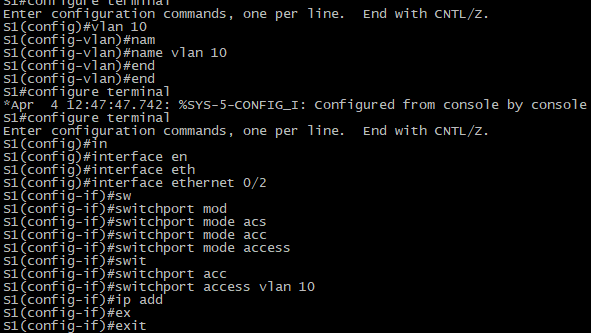 S1#configure terminal
Enter configuration commands, one per line.  End with CNTL/Z.
S1(config)#vlan 10
S1(config-vlan)#nam
S1(config-vlan)#name vlan 10
S1(config-vlan)#end
S1(config-vlan)#end
S1#configure terminal
*Apr  4 12:47:47.742: %SYS-5-CONFIG_I: Configured from console by console
S1#configure terminal
Enter configuration commands, one per line.  End with CNTL/Z.
S1(config)#in
S1(config)#interface en
S1(config)#interface eth
S1(config)#interface ethernet 0/2
S1(config-if)#sw
S1(config-if)#switchport mod
S1(config-if)#switchport mode acs
S1(config-if)#switchport mode acc
S1(config-if)#switchport mode access
S1(config-if)#swit
S1(config-if)#switchport acc
S1(config-if)#switchport access vlan 10
S1(config-if)#ip add
S1(config-if)#ex
S1(config-if)#exit